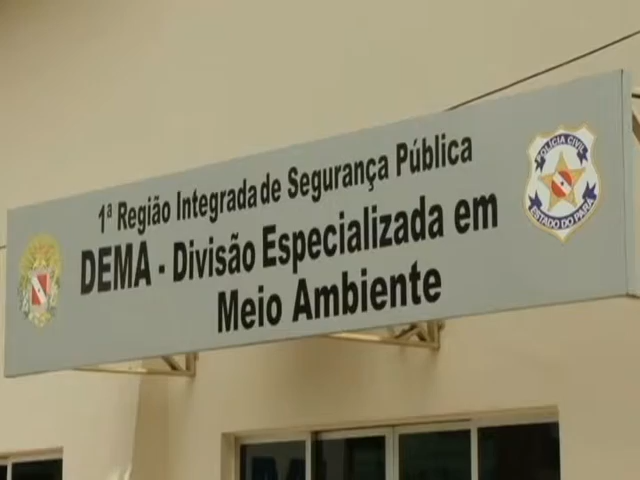 1ª Região Integrada de Segurança Pública
DEMA - Divisão Especializada em
Meio Ambiente
POLÍCIA CIVIL
ESTADO DO PARÁ